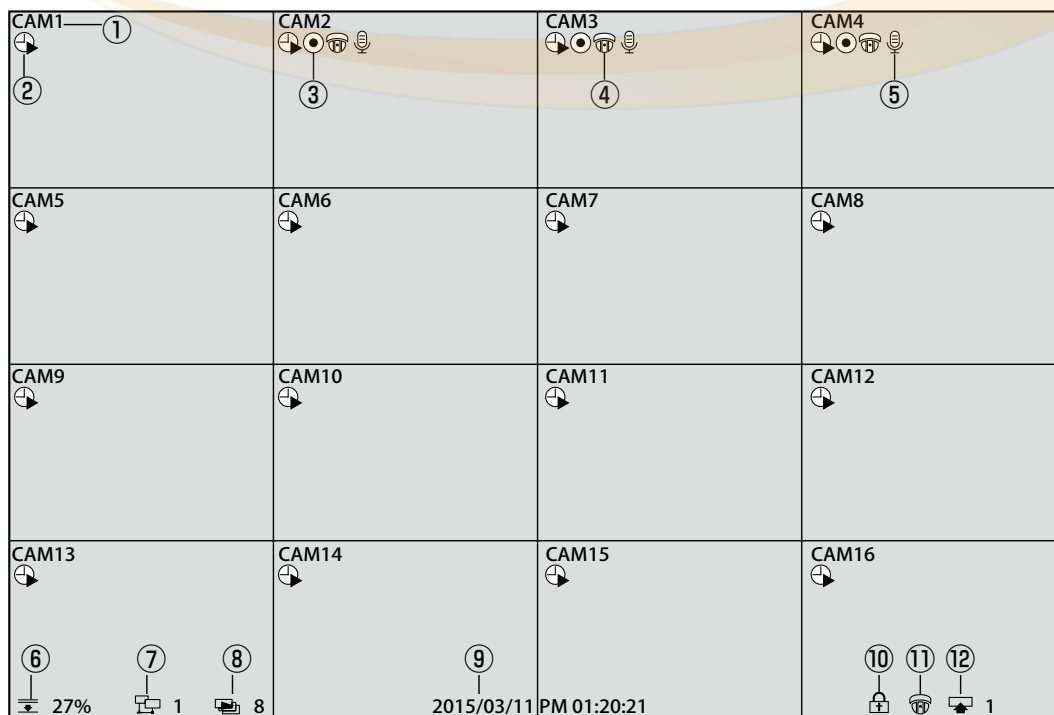 CAM1 ① CAM2 CAM3 CAM4
② ③ ④ ⑤
CAM5 CAM6 CAM7 CAM8
CAM9 CAM10 CAM11 CAM12
CAM13 CAM14 CAM15 CAM16
⑥ ⑦ ⑧ ⑨ ⑩ ⑪ ⑫
27% 1 8 2015/03/11 PM 01:20:21 1